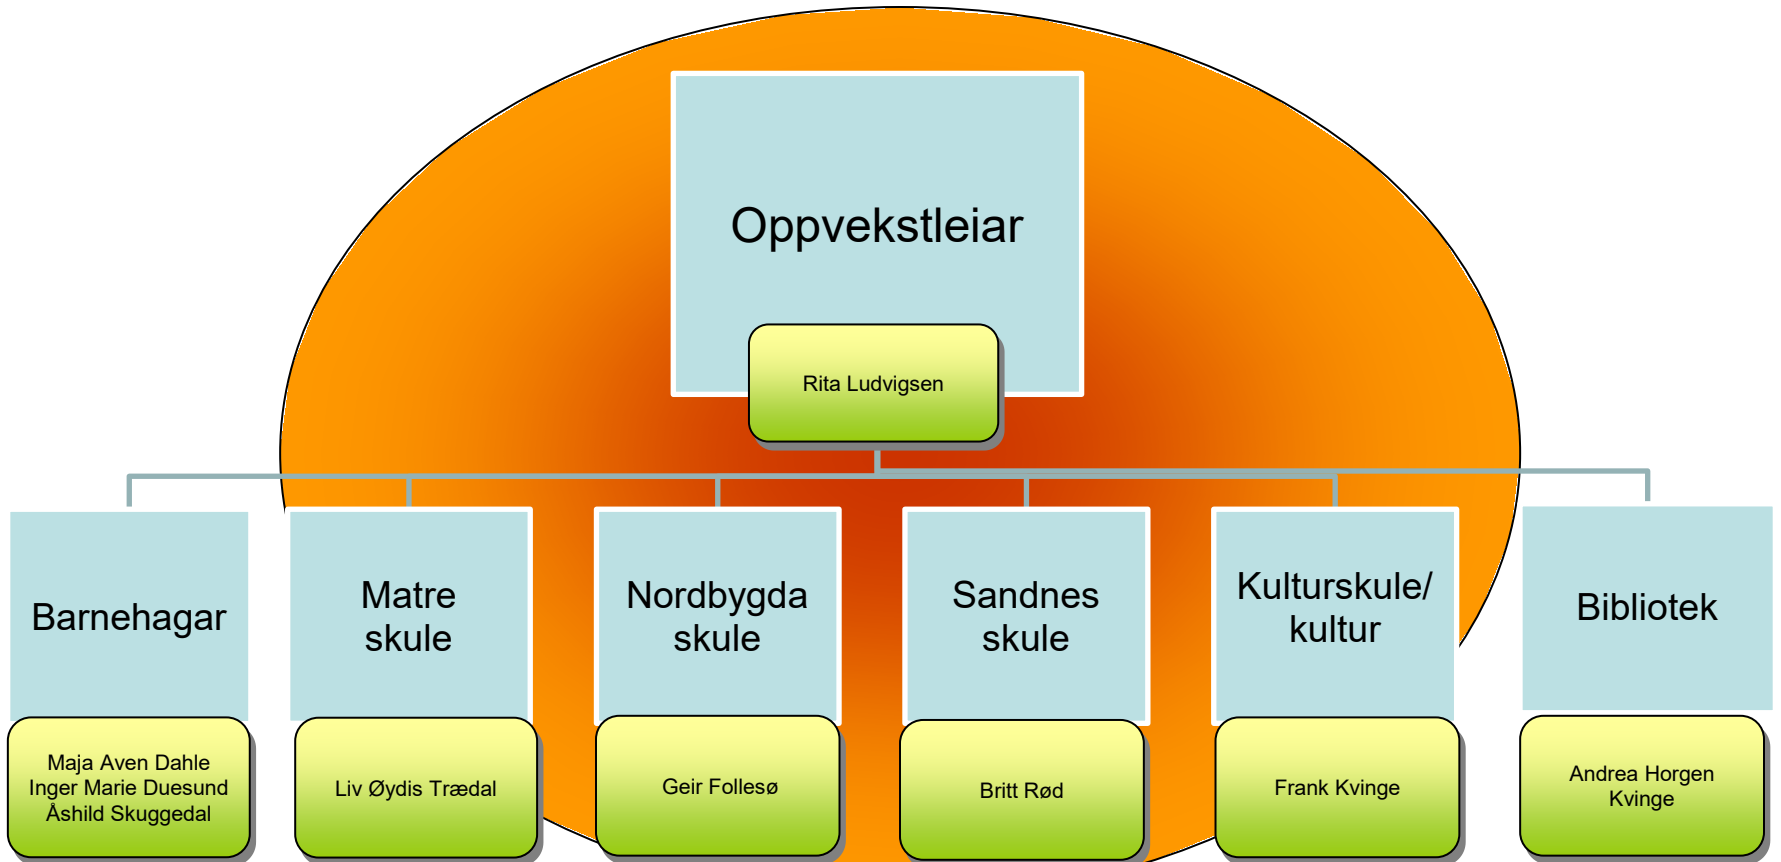 Oppvekstleiar
Rita Ludvigsen
Barnehagar
Maja Aven Dahle
Inger Marie Duesund
Åshild Skuggedal
Matre
skule
Liv Øydis Trædal
Nordbygda
skule
Geir Follesø
Sandnes
skule
Britt Rød
Kulturskule/
kultur
Frank Kvinge
Bibliotek
Andrea Horgen
Kvinge